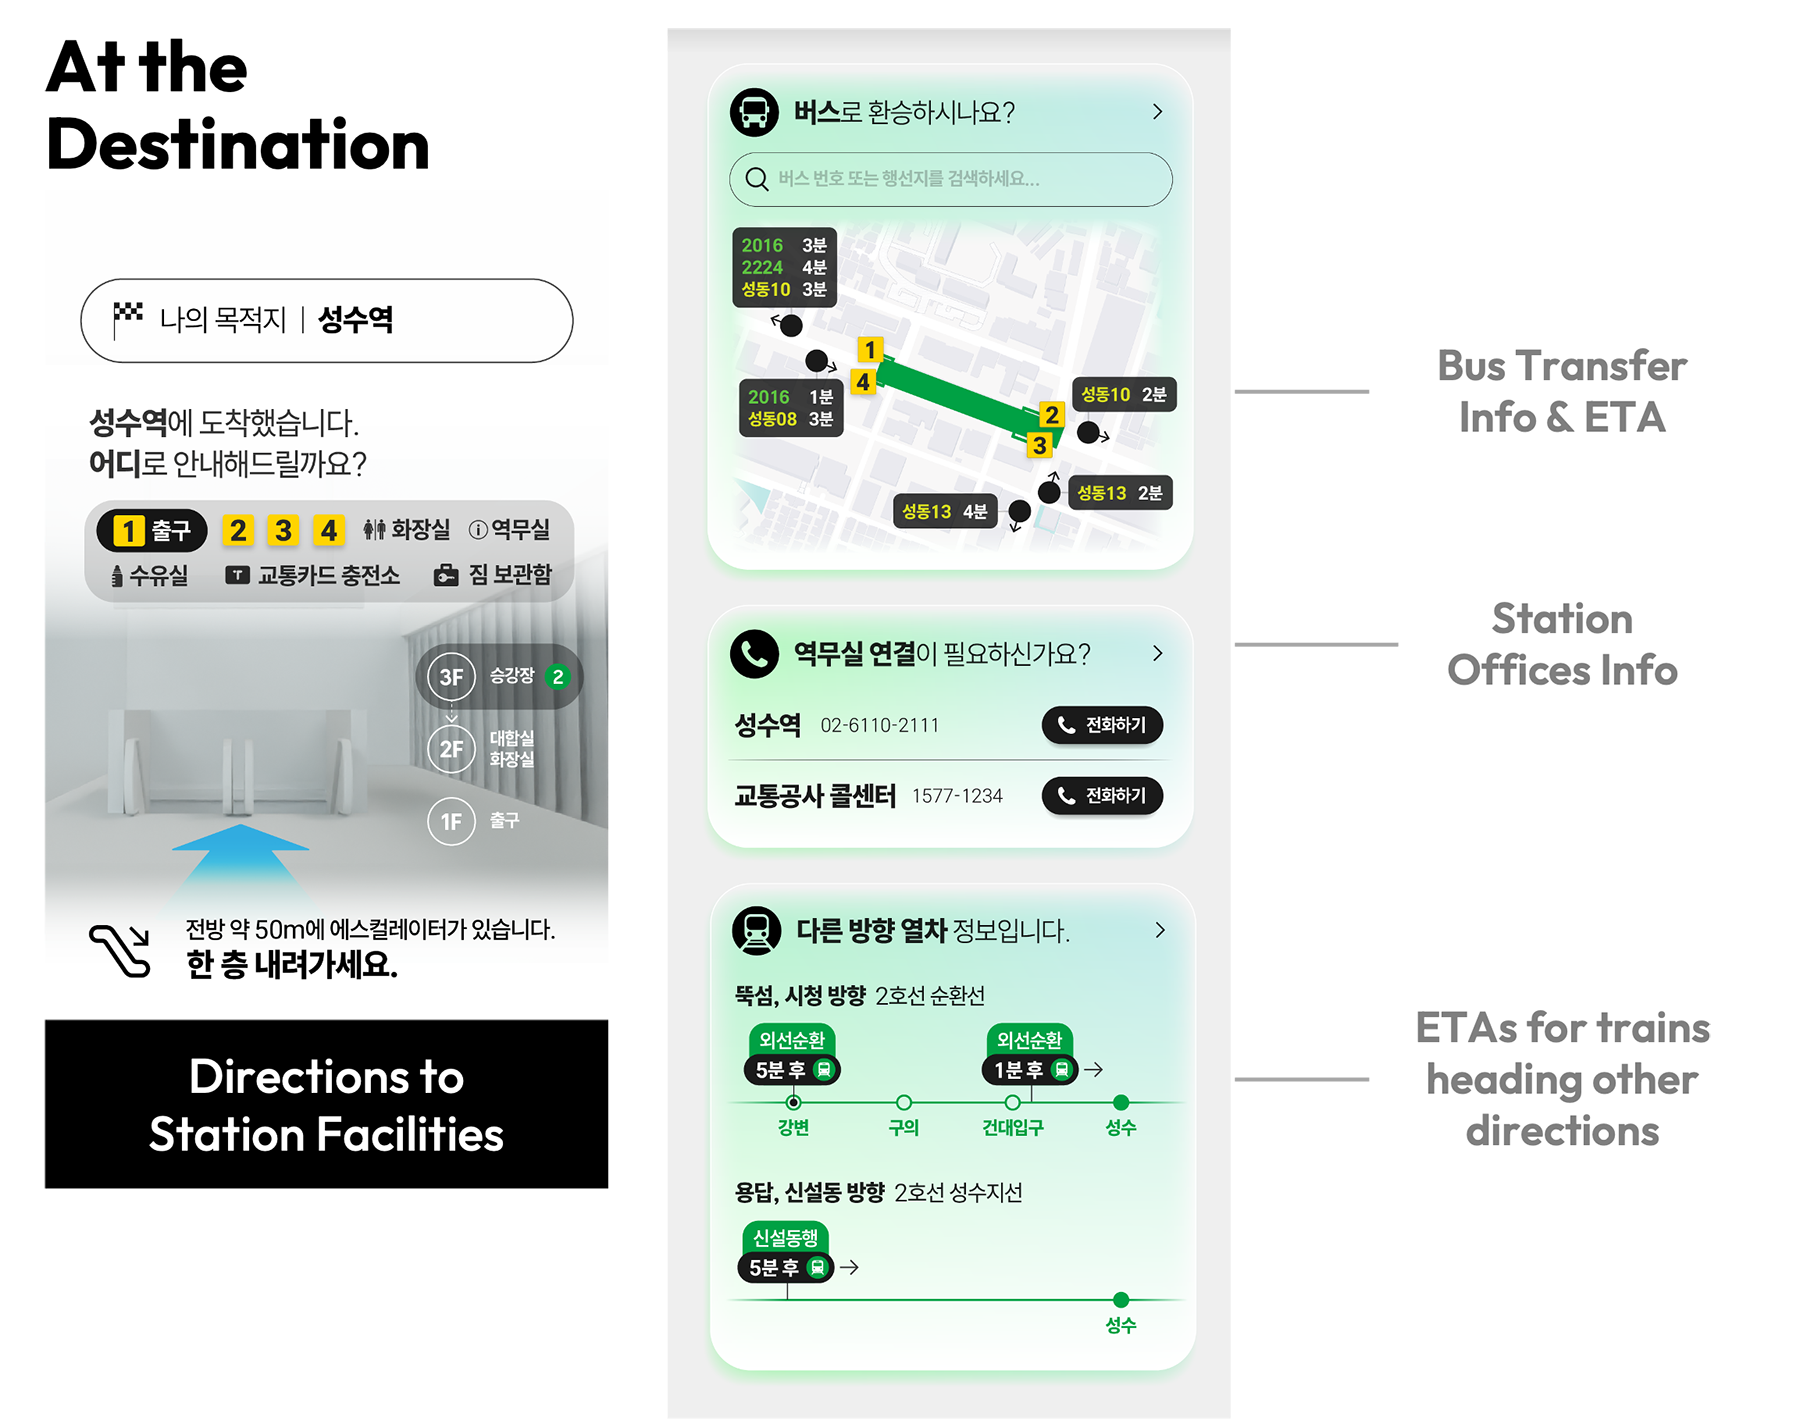 At the
Destination
나의 목적지 | 성수역
성수역에 도착했습니다.
어디로 안내해드릴까요?
1 출구 2 3 4 화장실 역무실
수유실 T 교통카드 충전소 짐 보관함
3F 승강장 2
2F 대합실
화장실
1F 출구
전방 약 50m에 에스컬레이터가 있습니다.
한 층 내려가세요.
Directions to
Station Facilities
버스로 환승하시나요?
버스 번호 또는 행선지를 검색하세요...
2016 3분
2224 4분
성동10 3분
1
4
2016 1분
성동08 3분
성동10 2분
2
3
성동13 2분
성동13 4분
역무실 연결이 필요하신가요?
성수역 02-6110-2111 전화하기
교통공사 콜센터 1577-1234 전화하기
다른 방향 열차 정보입니다.
뚝섬, 시청 방향 2호선 순환선
외선순환 외선순환
5분 후 1분 후
강변 구의 건대입구 성수
용답, 신설동 방향 2호선 성수지선
신설동행
5분 후
성수
Bus Transfer
Info & ETA
Station
Offices Info
ETAs for trains
heading other
directions